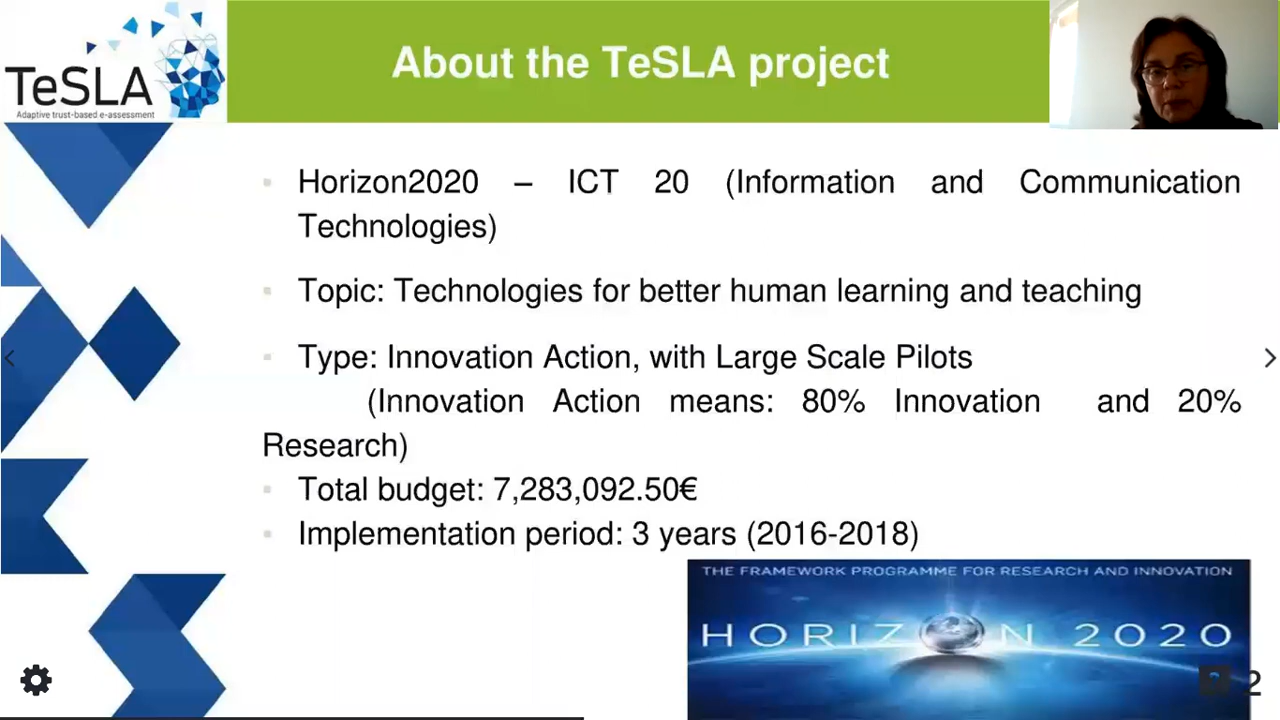 TeSLA
Adaptive trust-based e-assessment
About the TeSLA project
Horizon2020 – ICT 20 (Information and Communication
Technologies)
Topic: Technologies for better human learning and teaching
Type: Innovation Action, with Large Scale Pilots
(Innovation Action means: 80% Innovation and 20%
Research)
Total budget: 7,283,092.50€
Implementation period: 3 years (2016-2018)
THE FRAMEWORK PROGRAMME FOR RESEARCH AND INNOVATION
HORIZON 2020
2